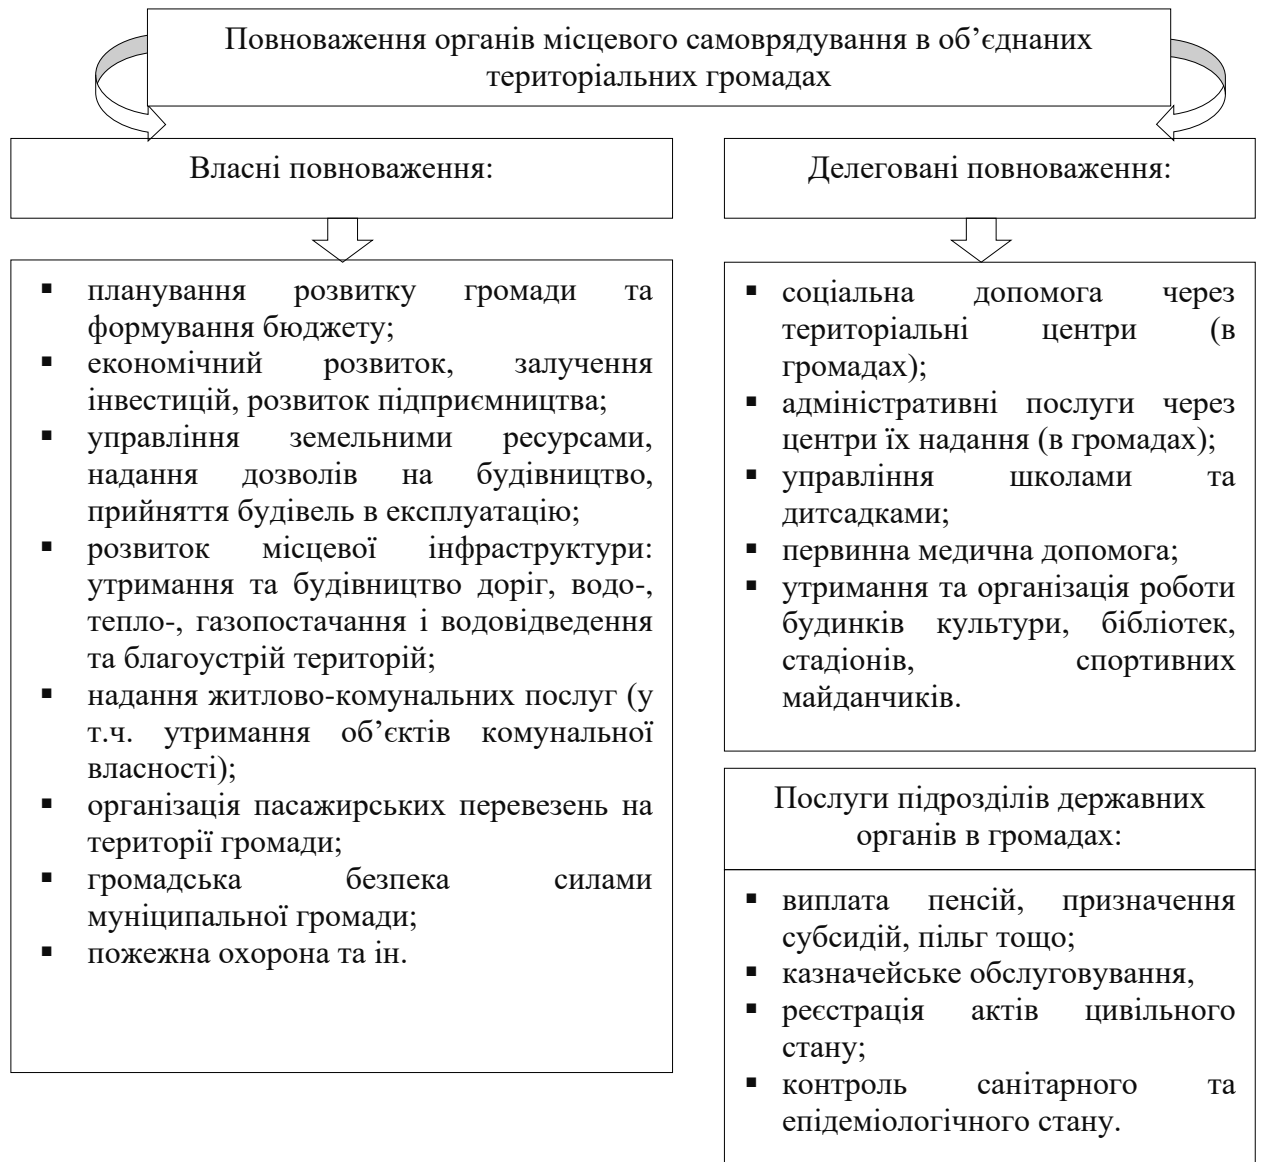 Повноваження органів місцевого самоврядування в об’єднаних
територіальних громадах
Власні повноваження:
▪ планування розвитку громади та
формування бюджету;
▪ економічний розвиток, залучення
інвестицій, розвиток підприємництва;
▪ управління земельними ресурсами,
надання дозволів на будівництво,
прийняття будівель в експлуатацію;
▪ розвиток місцевої інфраструктури:
утримання та будівництво доріг, водо-,
тепло-, газопостачання і водовідведення
та благоустрій територій;
▪ надання житлово-комунальних послуг (у
т.ч. утримання об’єктів комунальної
власності);
▪ організація пасажирських перевезень на
території громади;
▪ громадська безпека силами
муніципальної громади;
▪ пожежна охорона та ін.
Делеговані повноваження:
▪ соціальна допомога через
територіальні центри (в
громадах);
▪ адміністративні послуги через
центри їх надання (в громадах);
▪ управління школами та
дитсадками;
▪ первинна медична допомога;
▪ утримання та організація роботи
будинків культури, бібліотек,
стадіонів, спортивних
майданчиків.
Послуги підрозділів державних
органів в громадах:
▪ виплата пенсій, призначення
субсидій, пільг тощо;
▪ казначейське обслуговування,
▪ реєстрація актів цивільного
стану;
▪ контроль санітарного та
епідеміологічного стану.